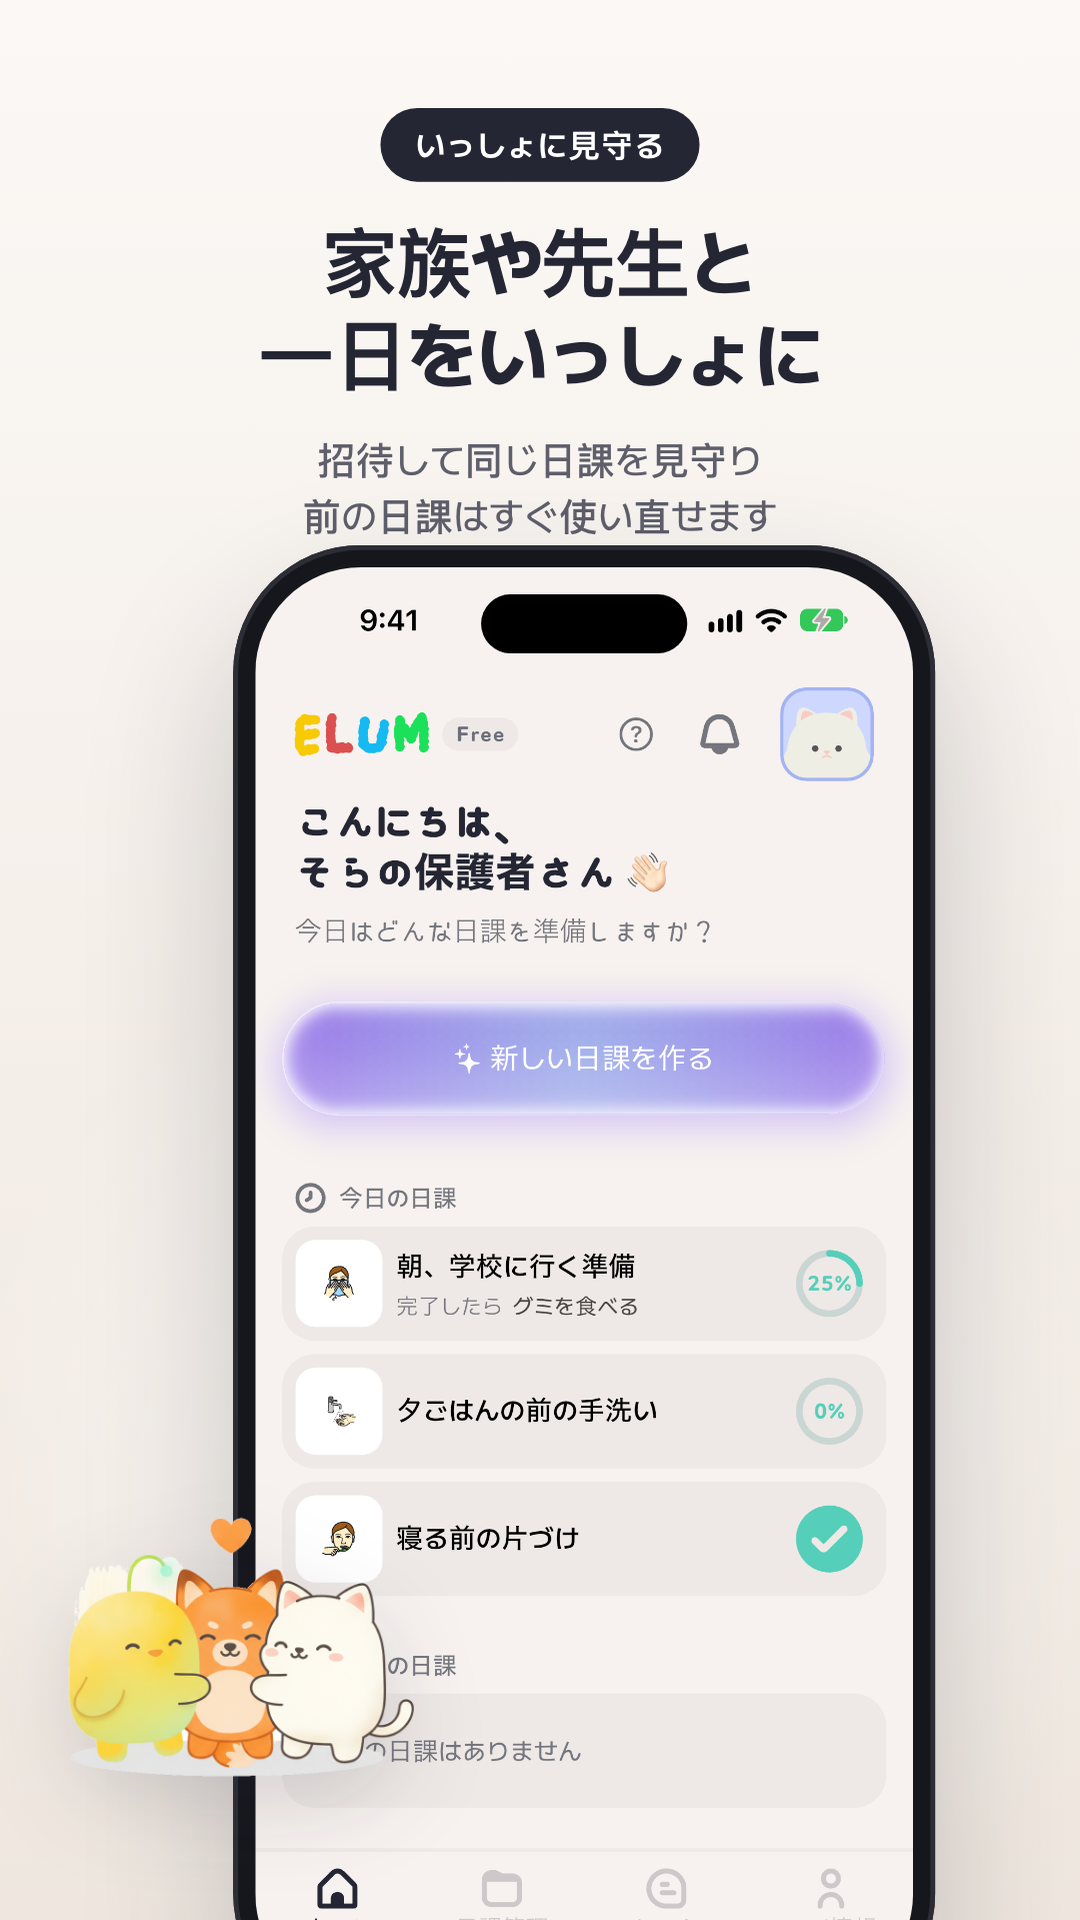 いっしょに見守る
家族や先生と
一日をいっしょに
招待して同じ日課を見守り
前の日課はすぐ使い直せます
9:41
ELUM Free
こんにちは、
そらの保護者さん 👋🏻
今日はどんな日課を準備しますか？
新しい日課を作る
今日の日課
朝、学校に行く準備
完了したら グミを食べる
25%
夕ごはんの前の手洗い
0%
寝る前の片づけ
の日課
の日課はありません